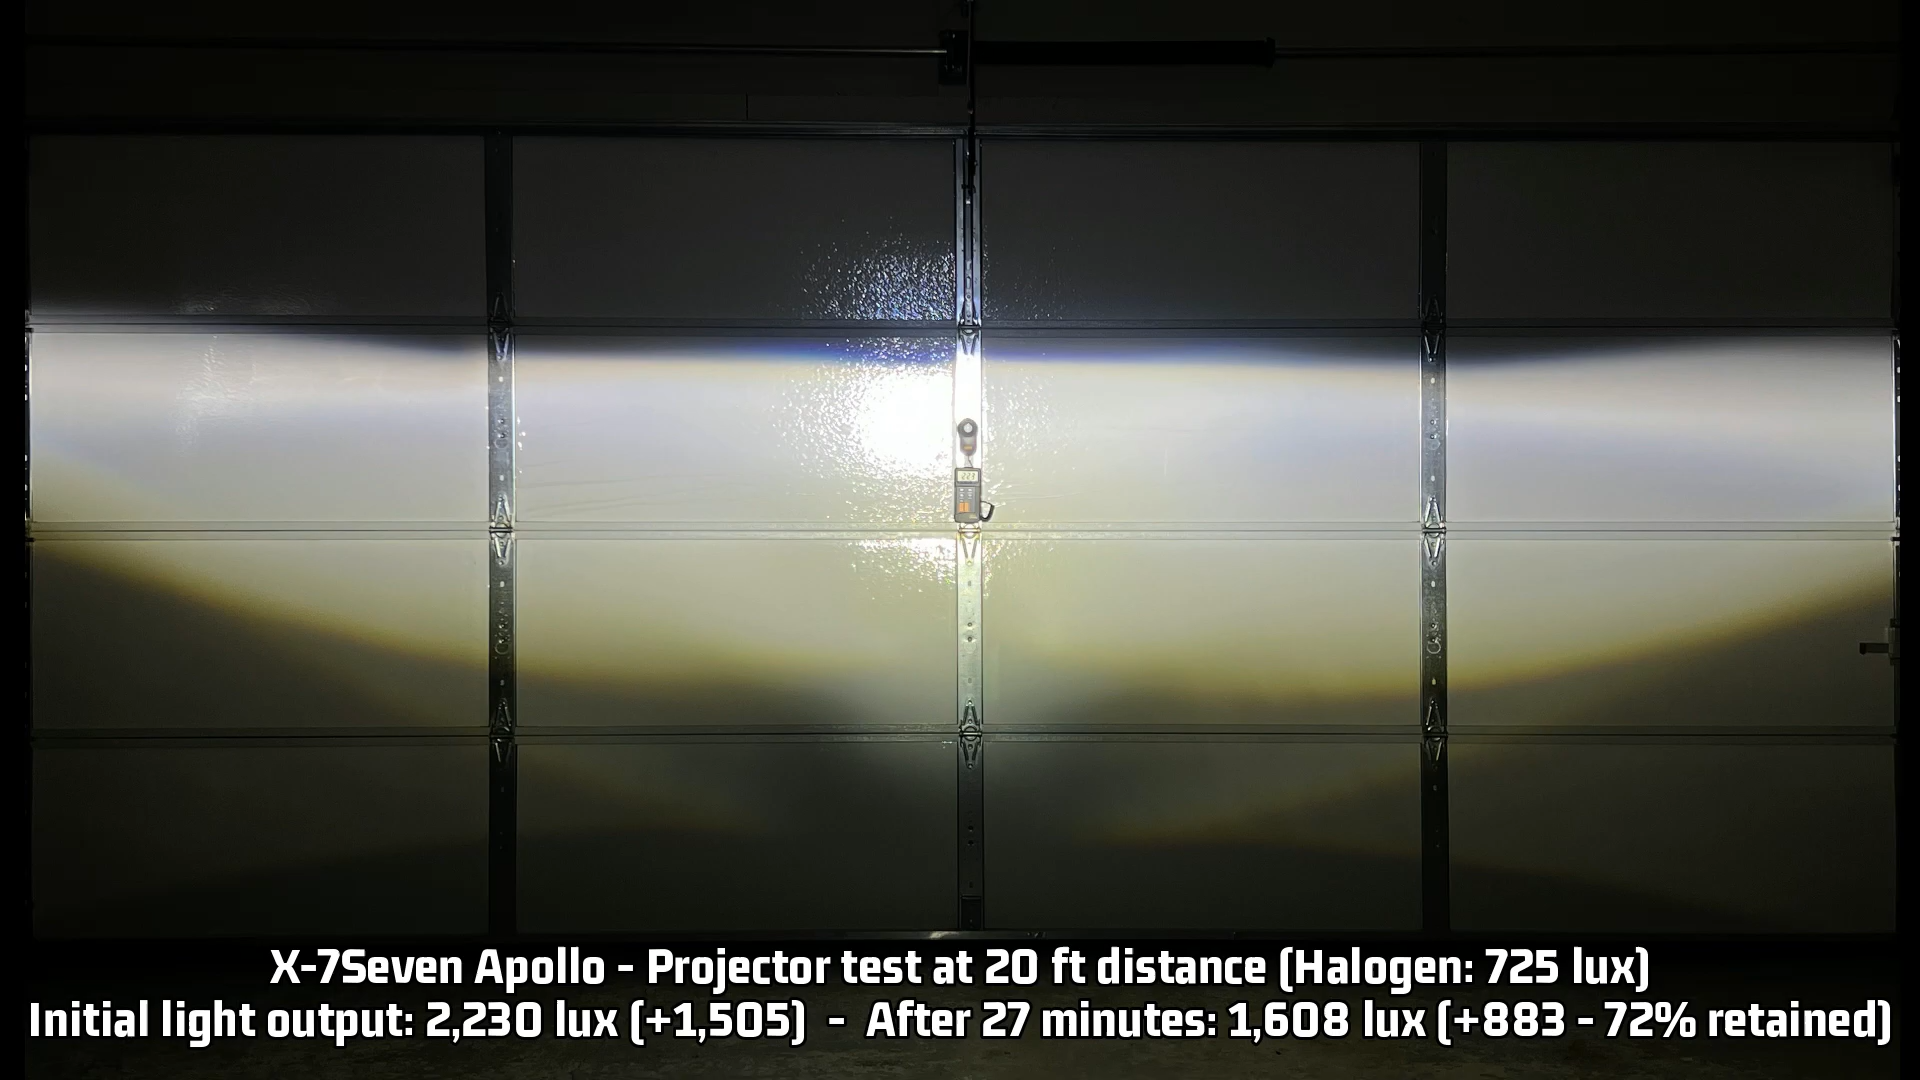 X-7Seven Apollo - Projector test at 20 ft distance (Halogen: 725 lux)
Initial light output: 2,230 lux (+1,505) - After 27 minutes: 1,608 lux (+883 - 72% retained)